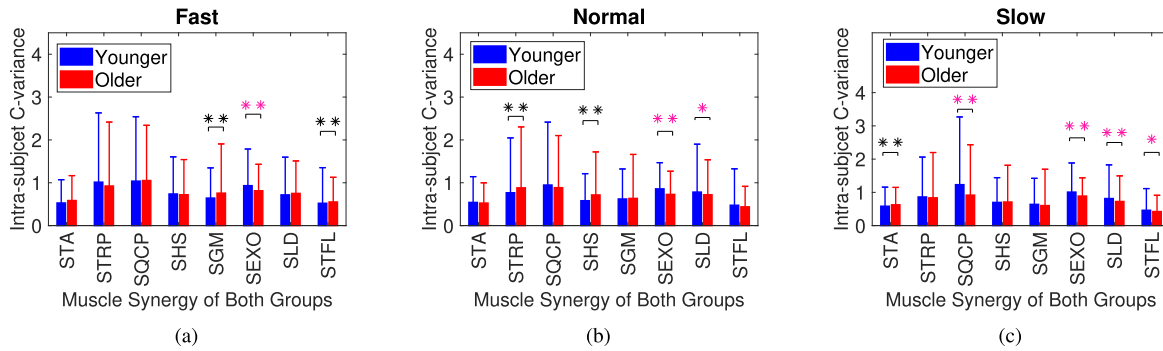 Fast
Intra-subjcet C-variance
4
3
2
1
0
Younger
Older
* *
* *
* *
STA STRP SQCP SHS SGM SEXO SLD STFL
Muscle Synergy of Both Groups
(a)
Normal
Intra-subjcet C-variance
4
3
2
1
0
Younger
Older
* *
* *
* *
*
STA STRP SQCP SHS SGM SEXO SLD STFL
Muscle Synergy of Both Groups
(b)
Slow
Intra-subjcet C-variance
4
3
2
1
0
Younger
Older
* *
* *
* *
* *
*
STA STRP SQCP SHS SGM SEXO SLD STFL
Muscle Synergy of Both Groups
(c)